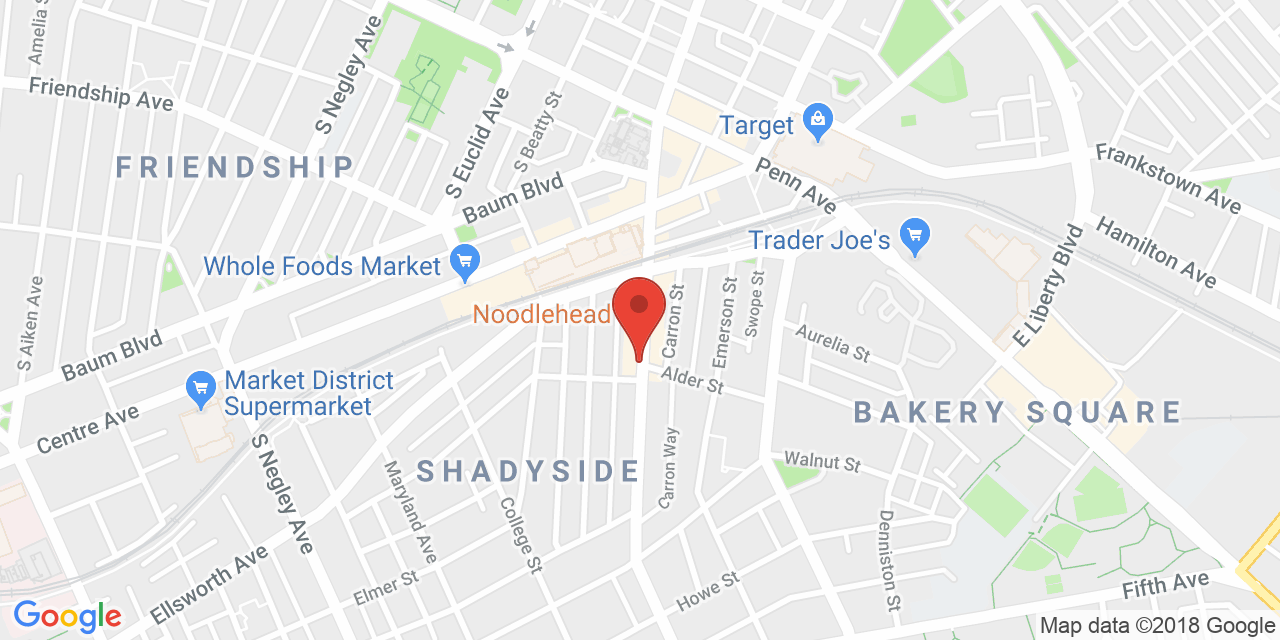 Amelia S
S Negley Ave
Friendship Ave
S Euclid Ave
S Beatty St
Target
FRIENDSHIP
Penn Ave
Frankstown Ave
Baum Blvd
Hamilton Ave
Trader Joe's
Whole Foods Market
E Liberty Blvd
S Aiken Ave
Noodlehead
Carron St
Emerson St
Swope St
Aurelia St
Baum Blvd
Alder St
Market District
Supermarket
Centre Ave
BAKERY SQUARE
S Negley Ave
SHADYSIDE
Carron Way
Walnut St
Maryland Ave
College St
Denniston St
Ellsworth Ave
Elmer St
Howe St
Fifth Ave
Google
Map data ©2018 Google